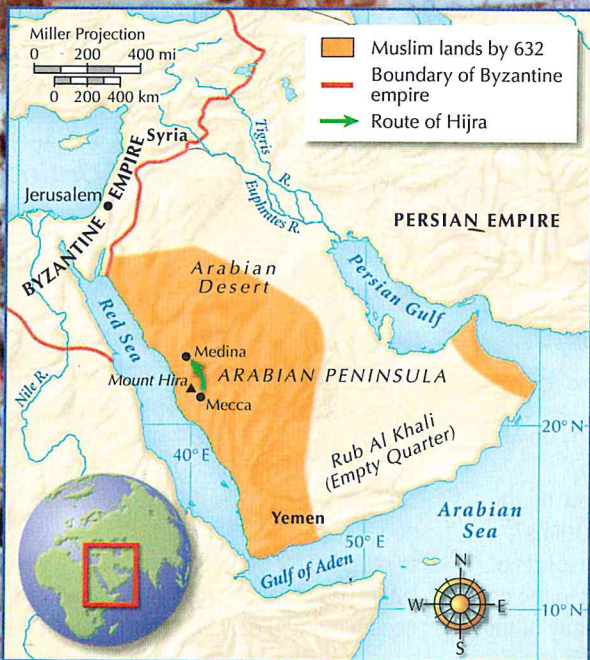 Miller Projection
0 200 400 mi
0 200 400 km
Muslim lands by 632
Boundary of Byzantine
empire
Route of Hijra
Syria
Tigris
R.
Euphrates R.
Jerusalem
BYZANTINE EMPIRE
PERSIAN EMPIRE
Arabian
Desert
Persian Gulf
Red Sea
Nile R.
Medina
Mount Hira
ARABIAN PENINSULA
Mecca
40° E
20° N
Rub Al Khali
(Empty Quarter)
Yemen
Arabian
Sea
50° E
Gulf of Aden
N
W E
S
10° N